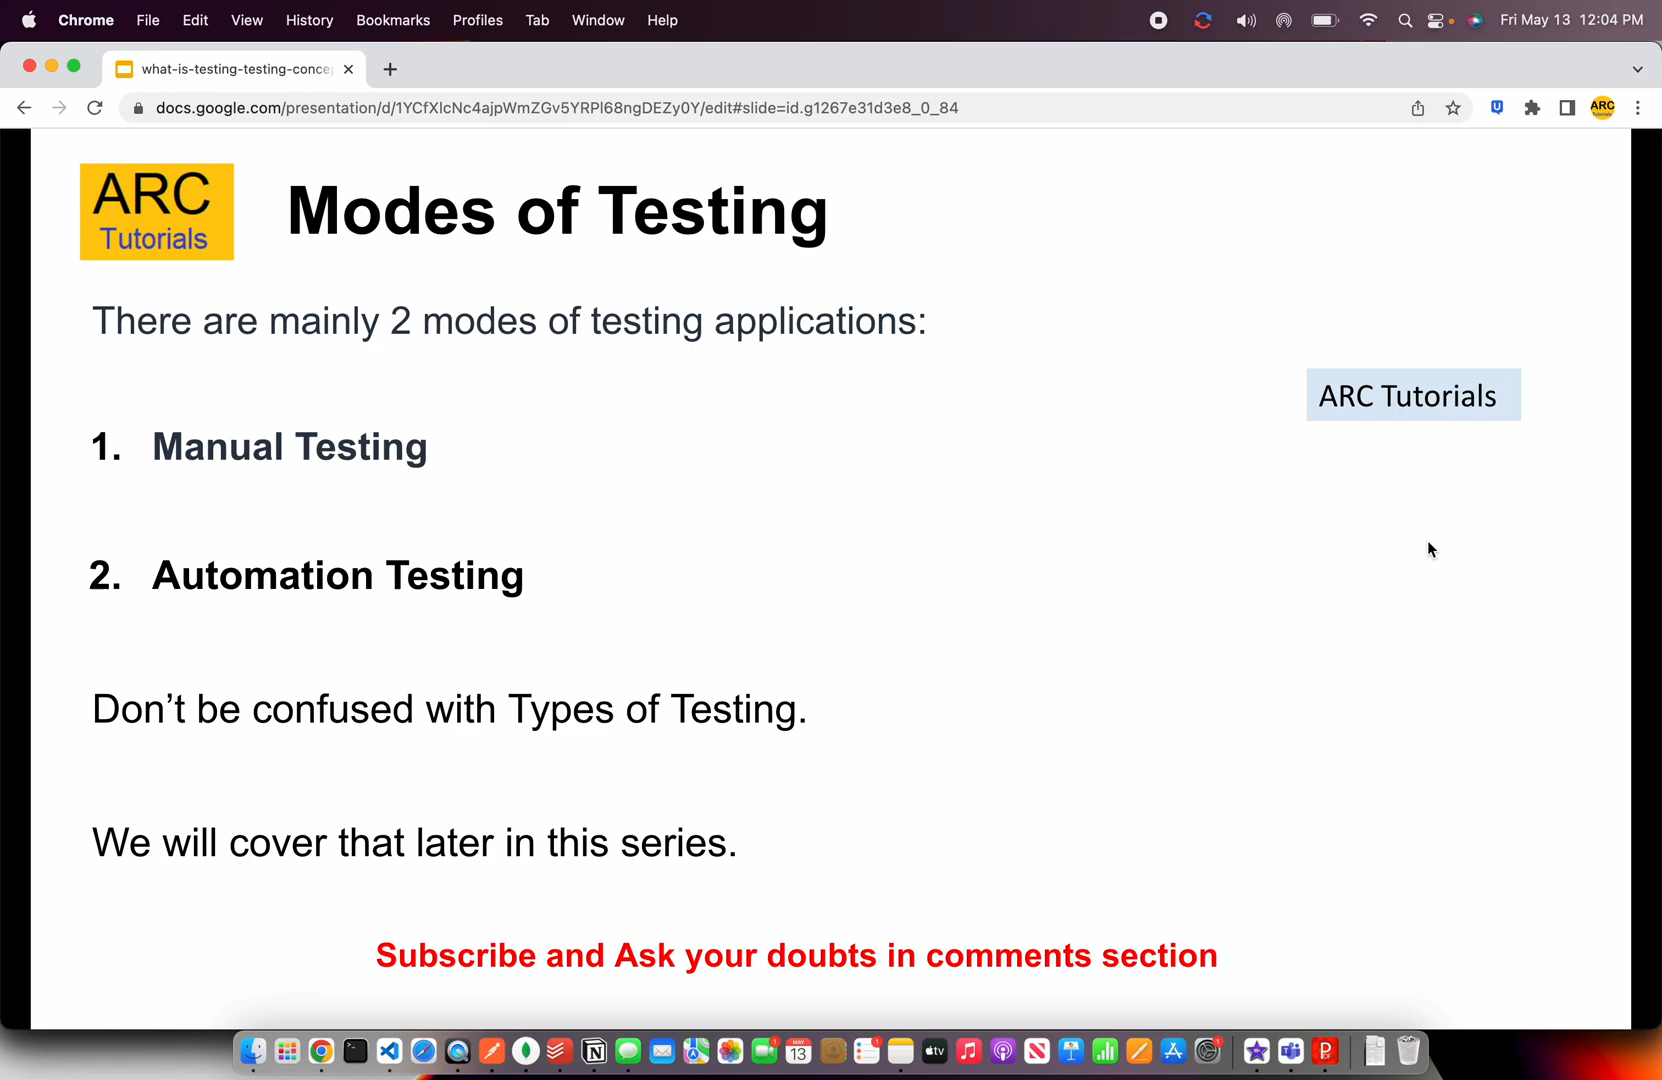 Chrome File Edit View History Bookmarks Profiles Tab Window Help Fri May 13 12:04 PM
what-is-testing-testing-conce
docs.google.com/presentation/d/1YCfXlcNc4ajpWmZGv5YRPl68ngDEZy0Y/edit#slide=id.g1267e31d3e8_0_84
ARC
Tutorials
Modes of Testing
There are mainly 2 modes of testing applications:
ARC Tutorials
1. Manual Testing
2. Automation Testing
Don’t be confused with Types of Testing.
We will cover that later in this series.
Subscribe and Ask your doubts in comments section